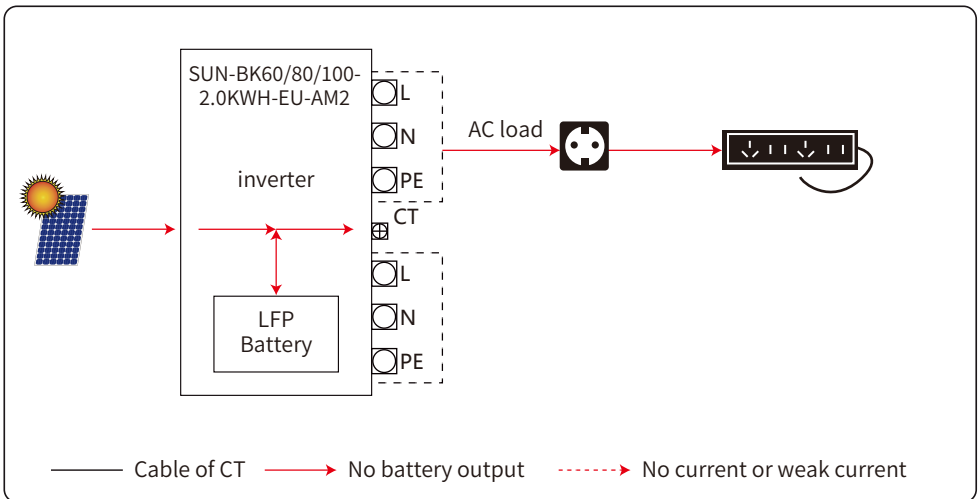 SUN-BK60/80/100-
2.0KWH-EU-AM2
inverter
LFP
Battery
L
N
PE
CT
L
N
PE
AC load
Cable of CT
No battery output
No current or weak current